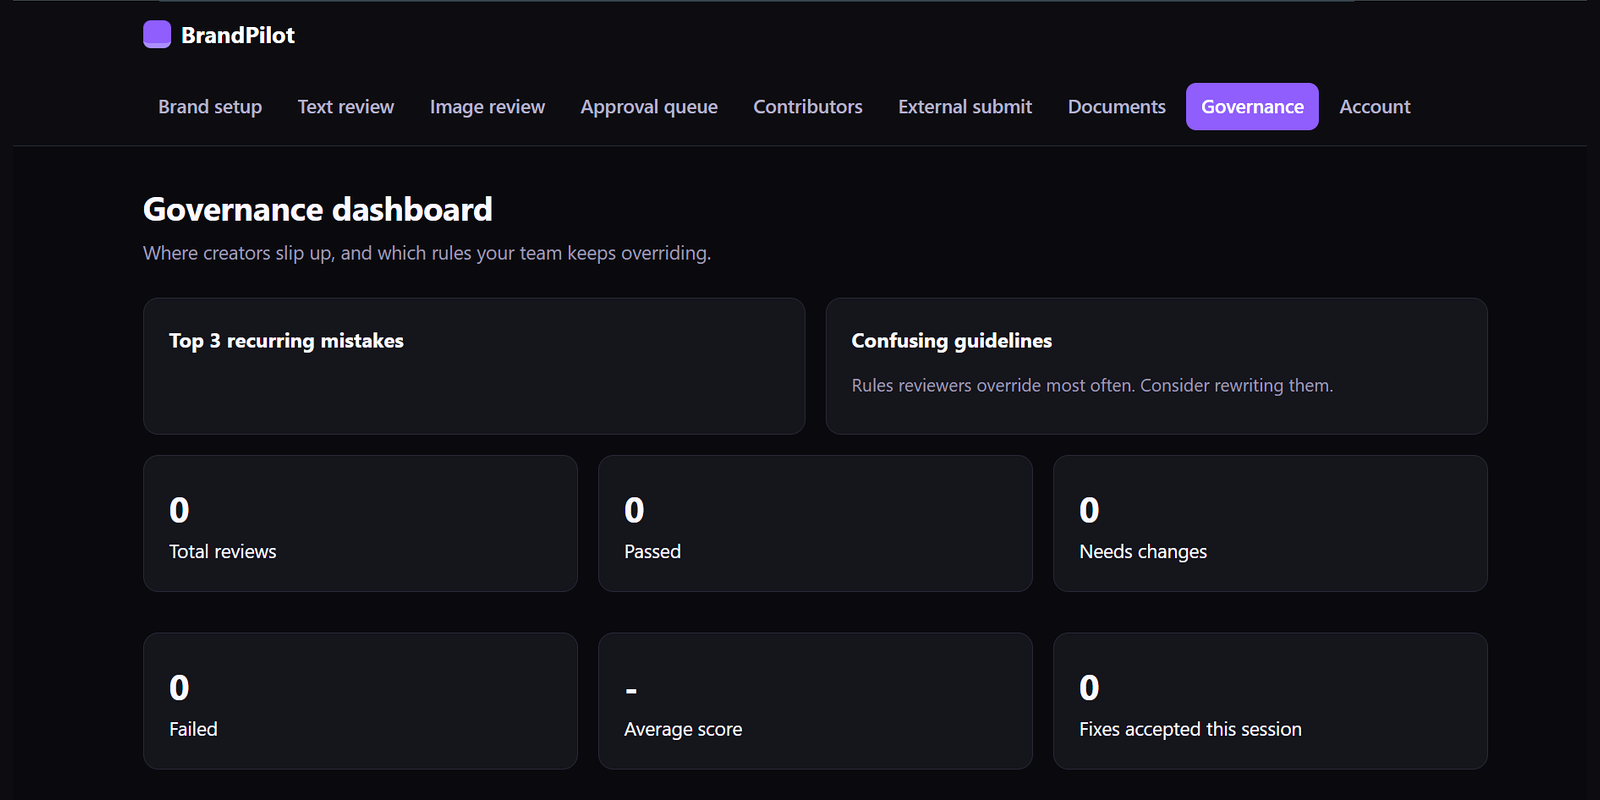 BrandPilot
Brand setup Text review Image review Approval queue Contributors External submit Documents Governance Account
Governance dashboard
Where creators slip up, and which rules your team keeps overriding.
Top 3 recurring mistakes
Confusing guidelines
Rules reviewers override most often. Consider rewriting them.
0
Total reviews
0
Passed
0
Needs changes
0
Failed
-
Average score
0
Fixes accepted this session